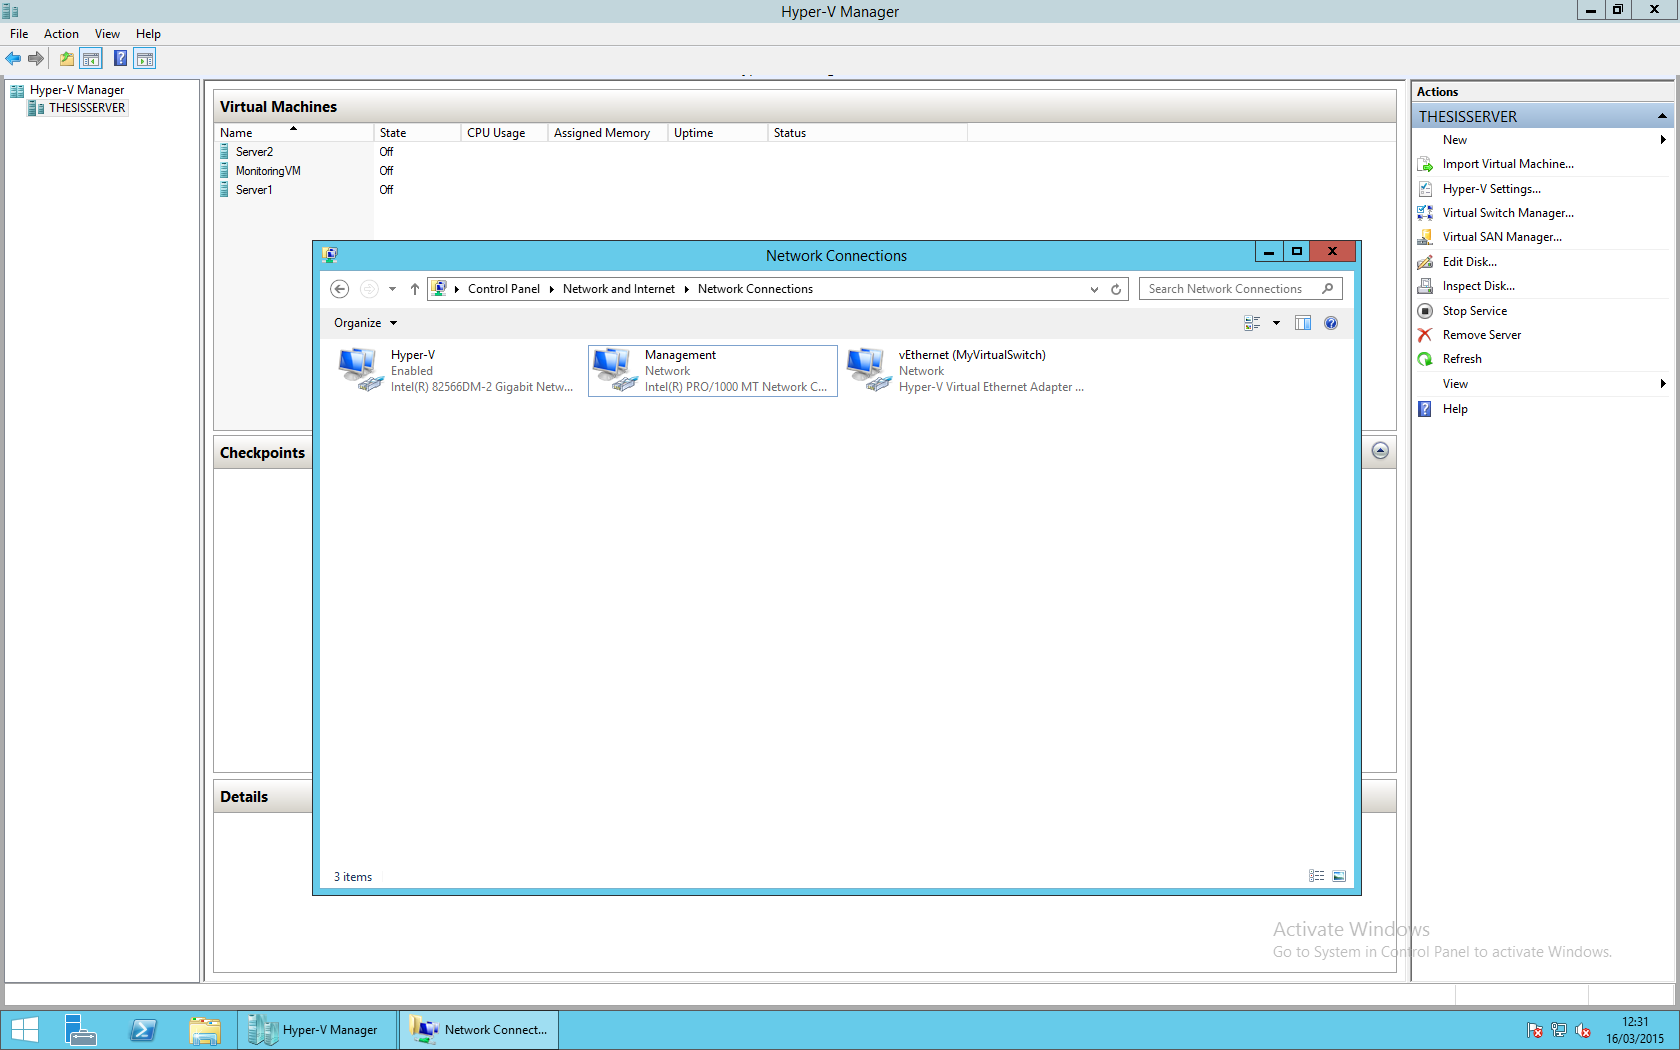 Hyper-V Manager
File Action View Help
Hyper-V Manager
THESISSERVER
Virtual Machines
Name State CPU Usage Assigned Memory Uptime Status
Server2 Off
MonitoringVM Off
Server1 Off
Checkpoints
Details
Network Connections
Control Panel Network and Internet Network Connections
Search Network Connections
Organize
Hyper-V
Enabled
Intel(R) 82566DM-2 Gigabit Netw...
Management
Network
Intel(R) PRO/1000 MT Network C...
vEthernet (MyVirtualSwitch)
Network
Hyper-V Virtual Ethernet Adapter ...
3 items
Actions
THESISSERVER
New
Import Virtual Machine...
Hyper-V Settings...
Virtual Switch Manager...
Virtual SAN Manager...
Edit Disk...
Inspect Disk...
Stop Service
Remove Server
Refresh
View
Help
Activate Windows
Go to System in Control Panel to activate Windows.
Hyper-V Manager
Network Connect...
12:31
16/03/2015